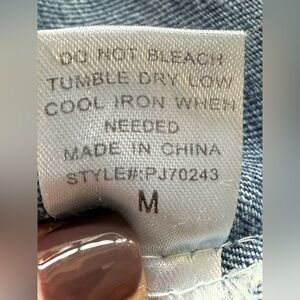 DO NOT BLEACH
TUMBLE DRY LOW
COOL IRON WHEN
NEEDED
MADE IN CHINA
STYLE#:PJ70243
M